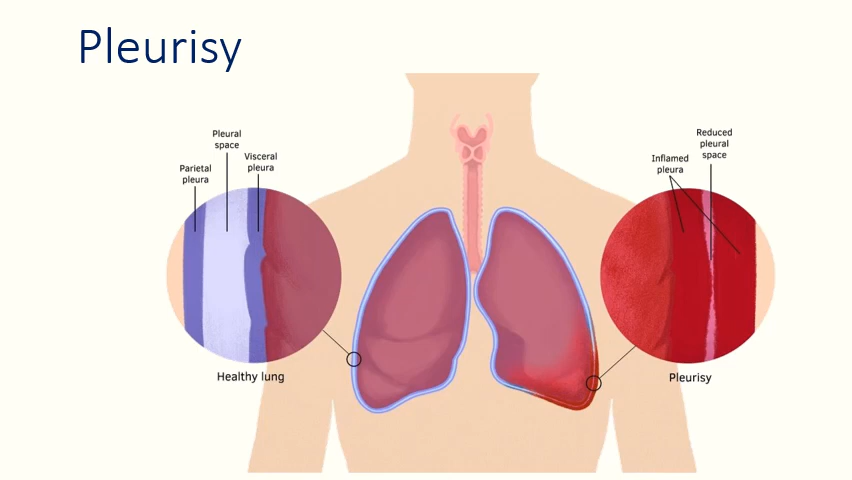 Pleurisy
Pleural
space
Visceral
pleura
Parietal
pleura
Healthy lung
Reduced
pleural
space
Inflamed
pleura
Pleurisy